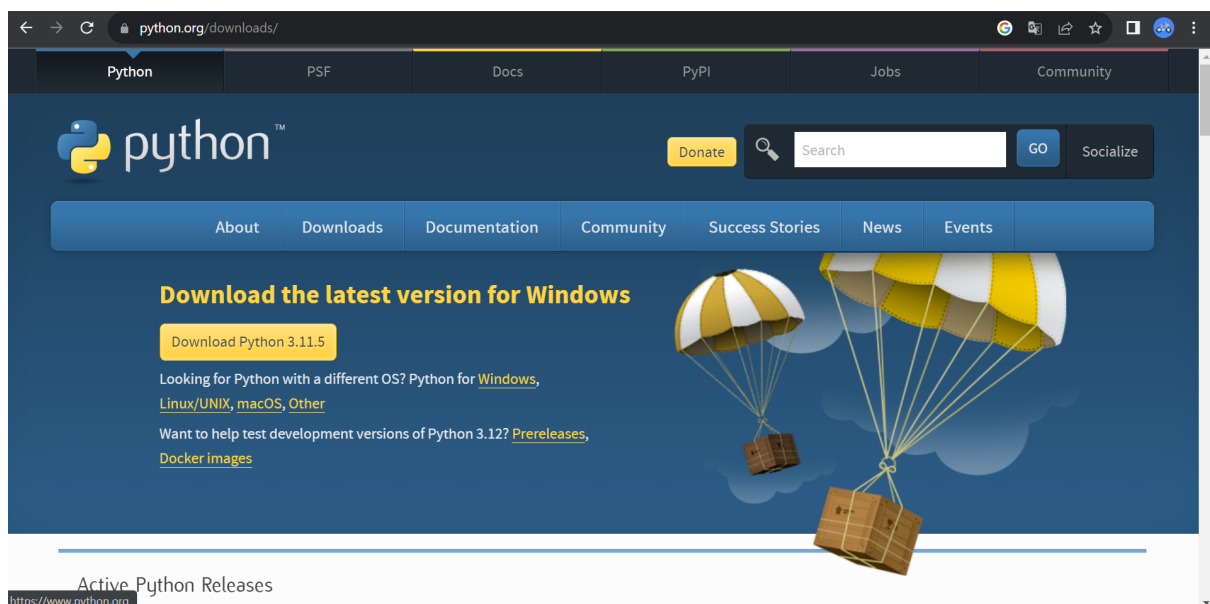 python.org/downloads/
Python
PSF
Docs
PyPI
Jobs
Community
python™
Donate
Search
GO
Socialize
About
Downloads
Documentation
Community
Success Stories
News
Events
Download the latest version for Windows
Download Python 3.11.5
Looking for Python with a different OS? Python for Windows,
Linux/UNIX, macOS, Other
Want to help test development versions of Python 3.12? Prereleases,
Docker images
Active Python Releases
https://www.python.org